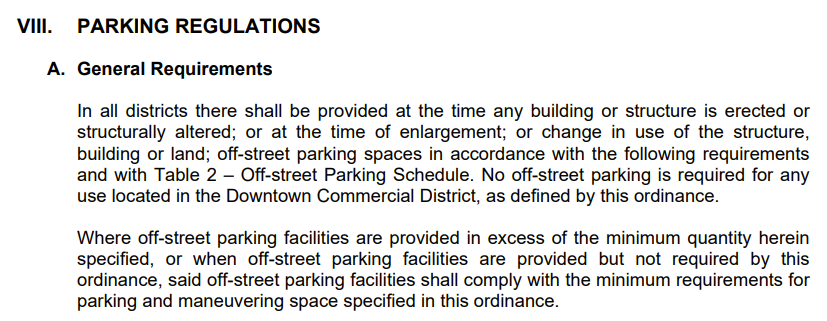 VIII. PARKING REGULATIONS
A. General Requirements
In all districts there shall be provided at the time any building or structure is erected or
structurally altered; or at the time of enlargement; or change in use of the structure,
building or land; off-street parking spaces in accordance with the following requirements
and with Table 2 – Off-street Parking Schedule. No off-street parking is required for any
use located in the Downtown Commercial District, as defined by this ordinance.
Where off-street parking facilities are provided in excess of the minimum quantity herein
specified, or when off-street parking facilities are provided but not required by this
ordinance, said off-street parking facilities shall comply with the minimum requirements for
parking and maneuvering space specified in this ordinance.